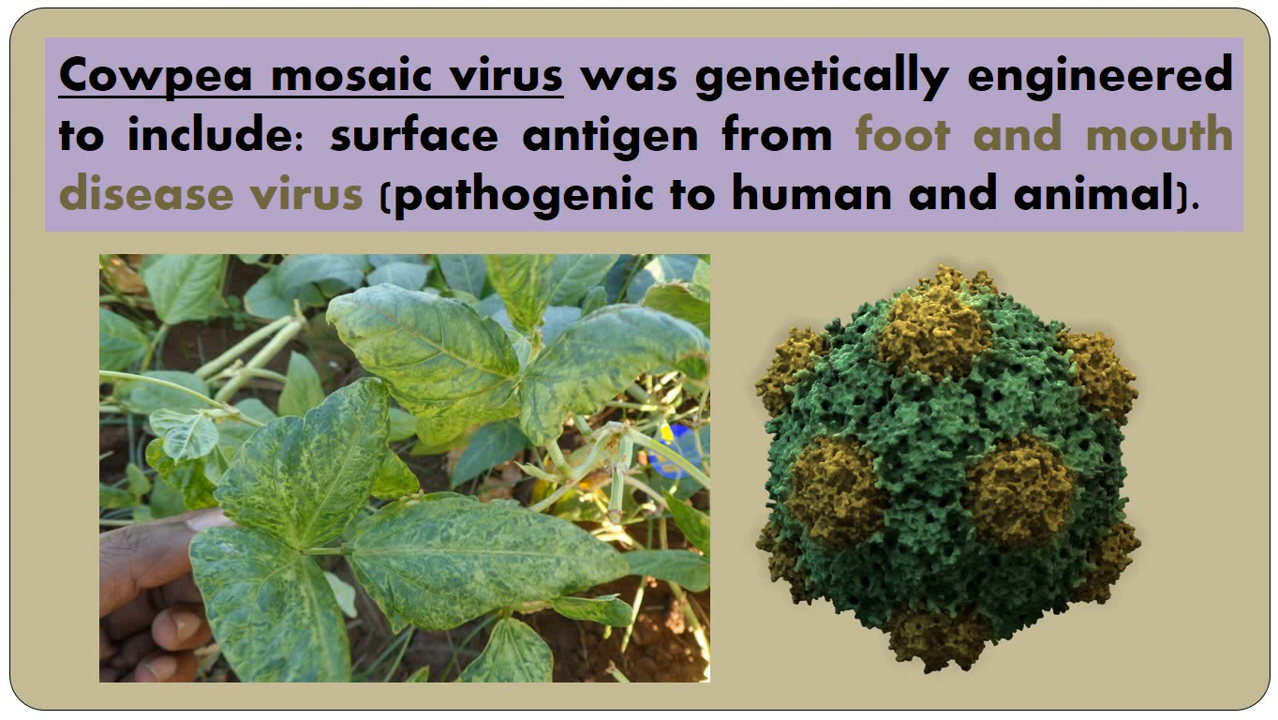 Cowpea mosaic virus was genetically engineered
to include: surface antigen from foot and mouth
disease virus (pathogenic to human and animal).